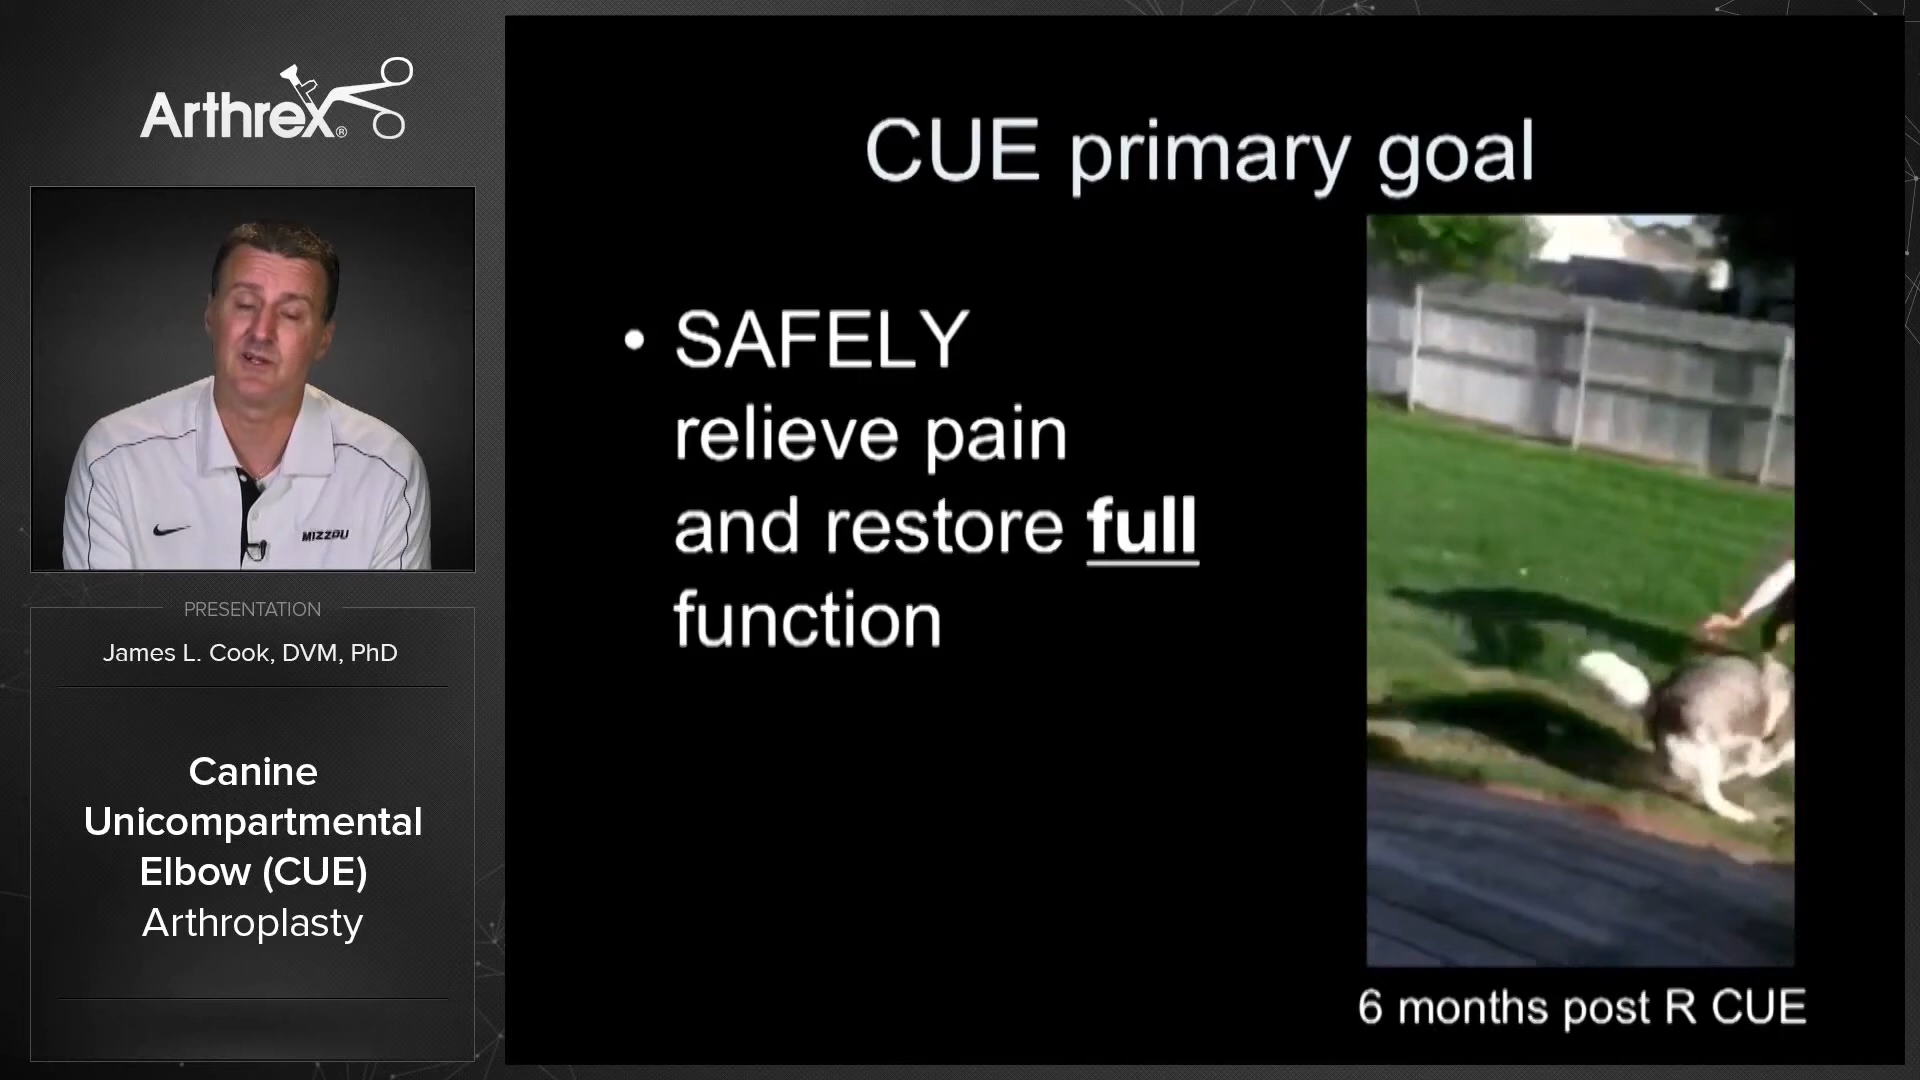 Arthrex®
MIZZOU
PRESENTATION
James L. Cook, DVM, PhD
Canine
Unicompartmental
Elbow (CUE)
Arthroplasty
CUE primary goal
• SAFELY
relieve pain
and restore full
function
6 months post R CUE